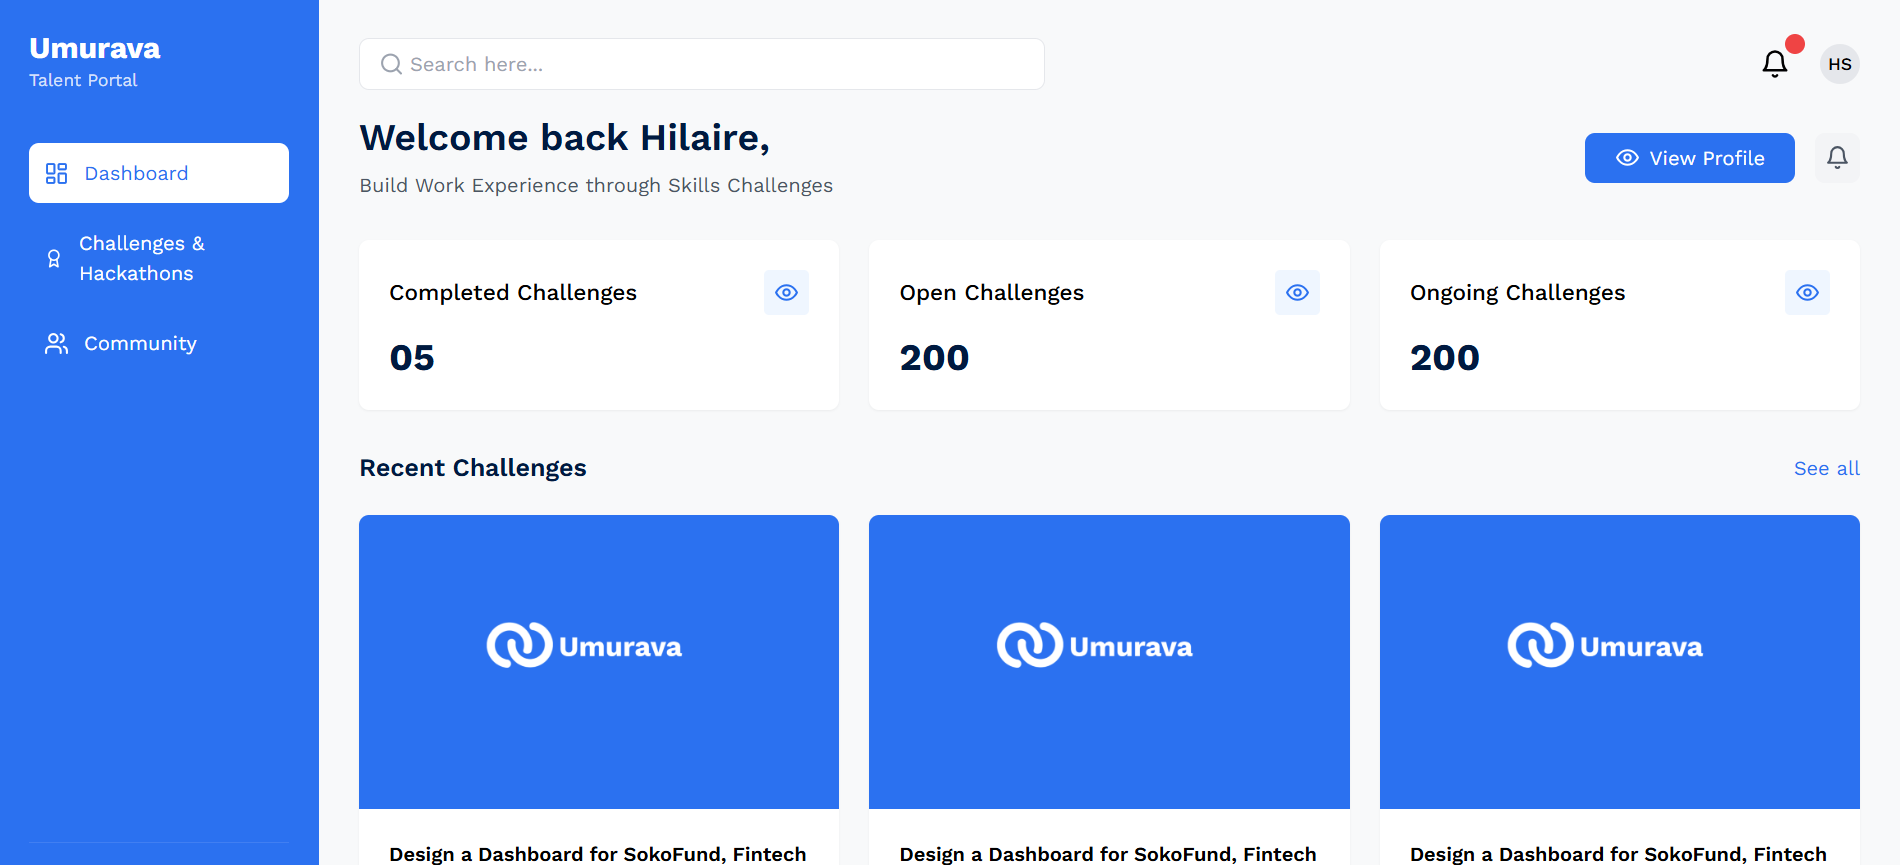 Umurava
Talent Portal
Dashboard
Challenges &
Hackathons
Community
Search here...
HS
Welcome back Hilaire,
Build Work Experience through Skills Challenges
View Profile
Completed Challenges
05
Open Challenges
200
Ongoing Challenges
200
Recent Challenges
See all
Umurava
Umurava
Umurava
Design a Dashboard for SokoFund, Fintech
Design a Dashboard for SokoFund, Fintech
Design a Dashboard for SokoFund, Fintech